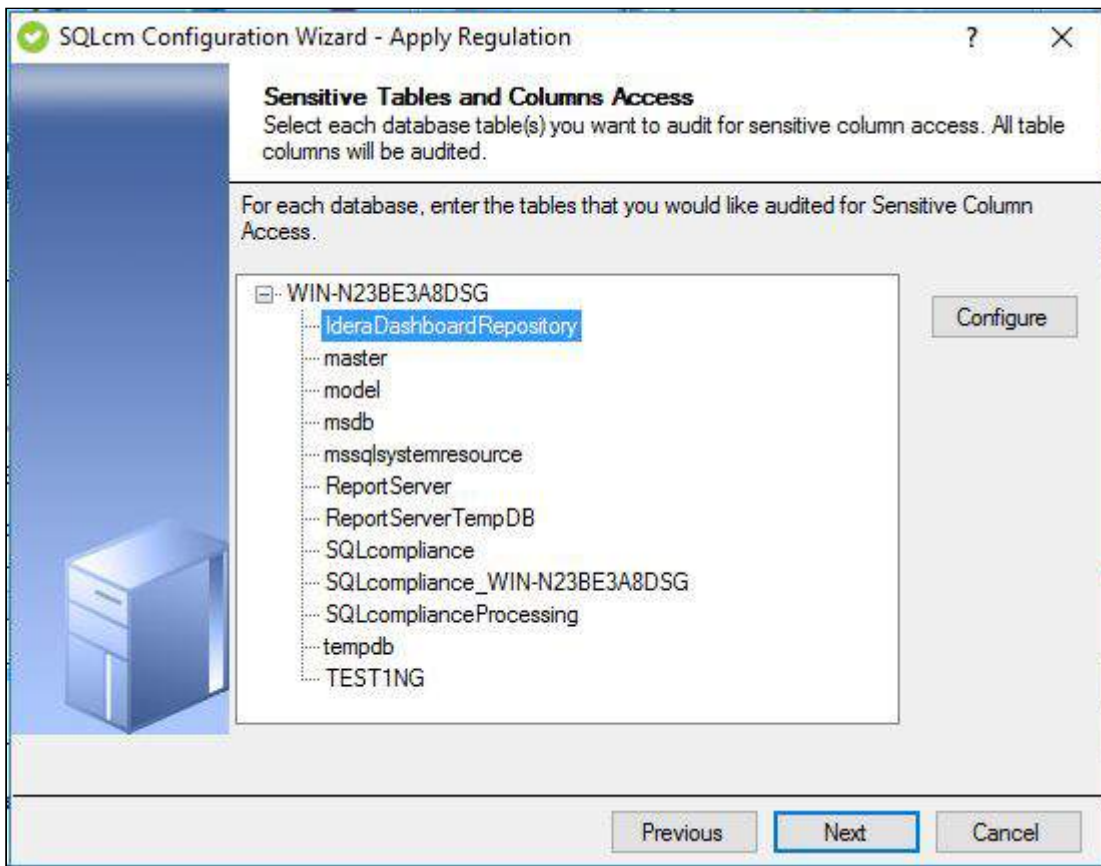 SQLcm Configuration Wizard - Apply Regulation
Sensitive Tables and Columns Access
Select each database table(s) you want to audit for sensitive column access. All table
columns will be audited.
For each database, enter the tables that you would like audited for Sensitive Column
Access.
WIN-N23BE3A8DSG
IderaDashboardRepository
Configure
master
model
msdb
mssqlsystemresource
ReportServer
ReportServerTempDB
SQLcompliance
SQLcompliance_WIN-N23BE3A8DSG
SQLcomplianceProcessing
tempdb
TEST1NG
Previous Next Cancel